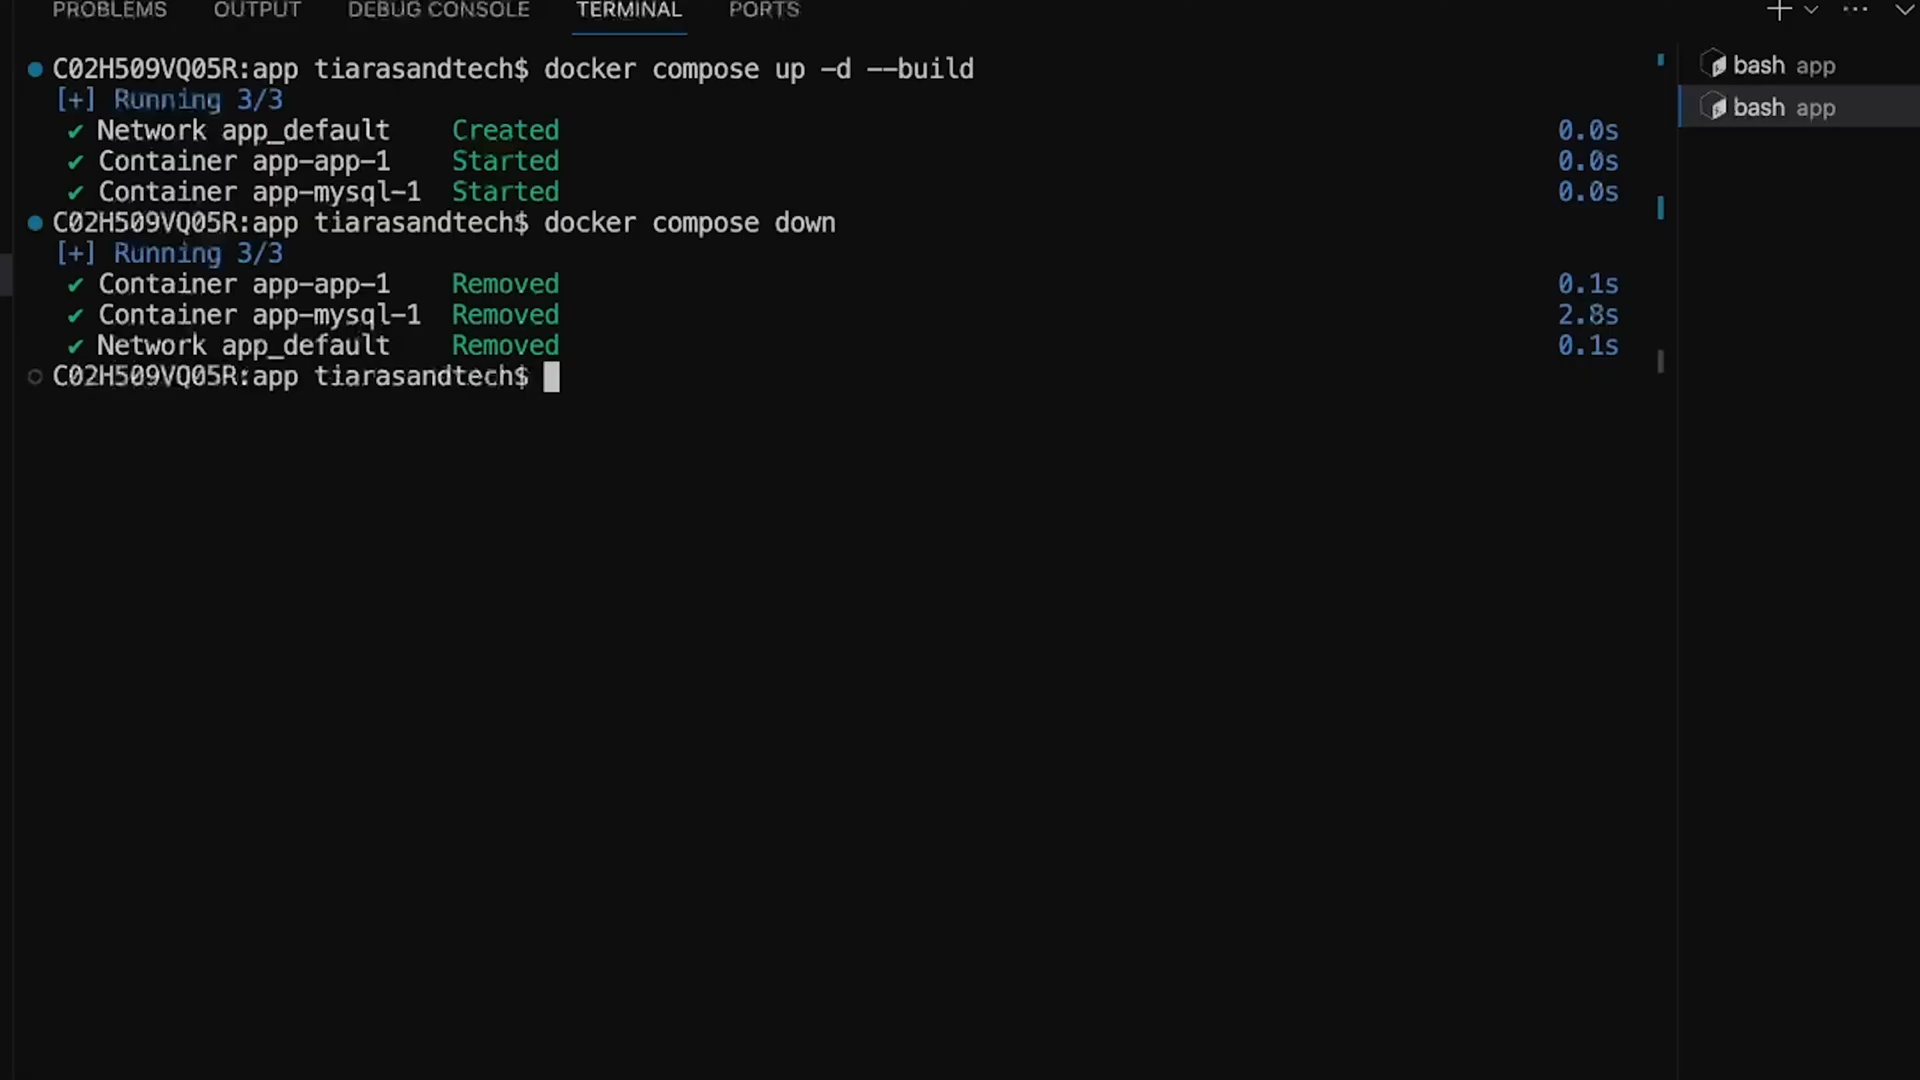 PROBLEMS OUTPUT DEBUG CONSOLE TERMINAL PORTS
C02H509VQ05R:app tiarasandtech$ docker compose up -d --build
[+] Running 3/3
✔ Network app_default Created 0.0s
✔ Container app-app-1 Started 0.0s
✔ Container app-mysql-1 Started 0.0s
C02H509VQ05R:app tiarasandtech$ docker compose down
[+] Running 3/3
✔ Container app-app-1 Removed 0.1s
✔ Container app-mysql-1 Removed 2.8s
✔ Network app_default Removed 0.1s
C02H509VQ05R:app tiarasandtech$
bash app
bash app